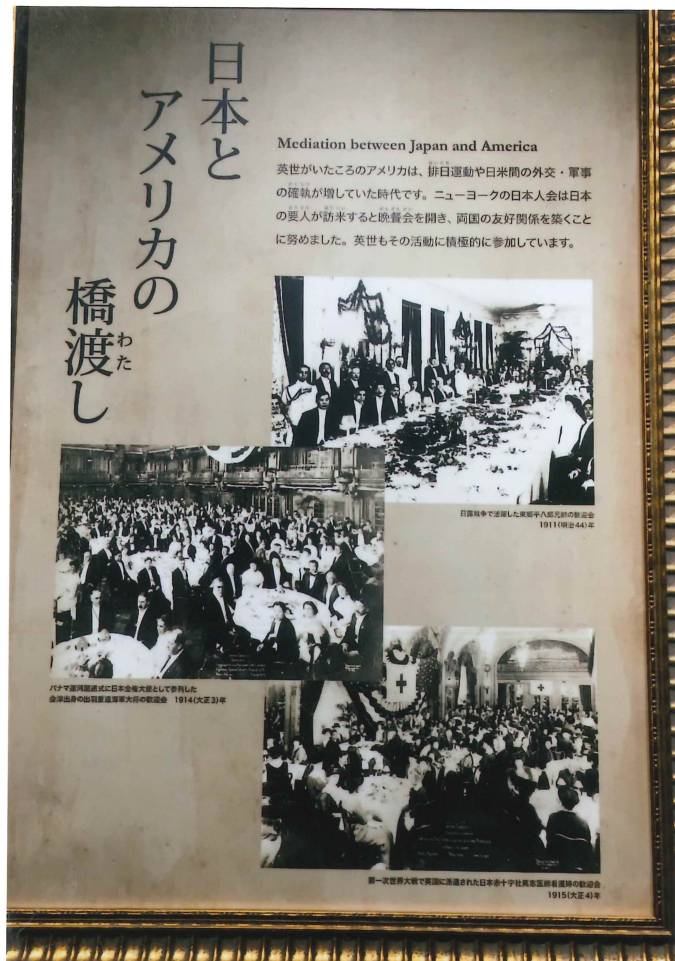 日本と
アメリカの
橋渡し
わた
Mediation between Japan and America
英世がいたころのアメリカは、排日運動や日米間の外交・軍事
の確執が増していた時代です。ニューヨークの日本人会は日本
の要人が訪米すると晩餐会を開き、両国の友好関係を築くこと
に努めました。英世もその活動に積極的に参加しています。
日露戦争で活躍した東郷平八郎元帥の歓迎会
1911(明治44)年
パナマ運河開通式に日本全権大使として参列した
会津出身の出羽重遠海軍大将の歓迎会 1914(大正3)年
第一次世界大戦で英国に派遣された日本赤十字社篤志医師看護婦の歓迎会
1915(大正4)年